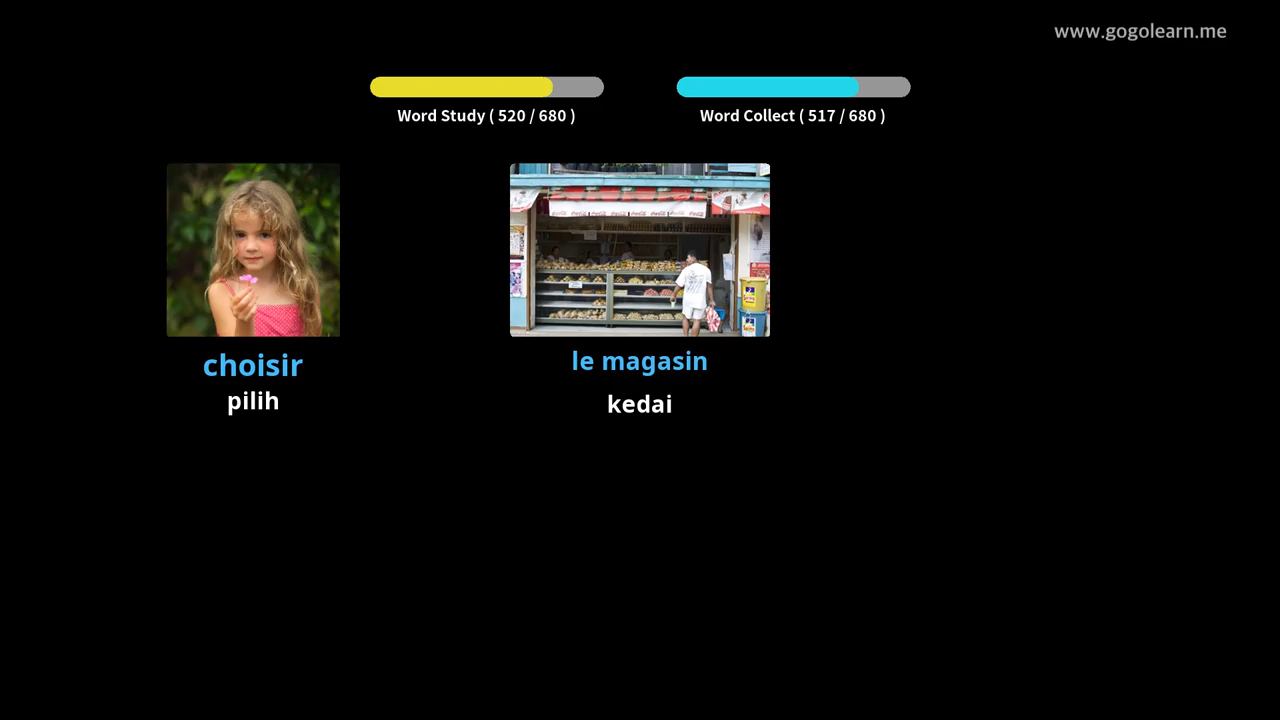 www.gogolearn.me
Word Study ( 520 / 680 )
Word Collect ( 517 / 680 )
choisir
pilih
le magasin
kedai